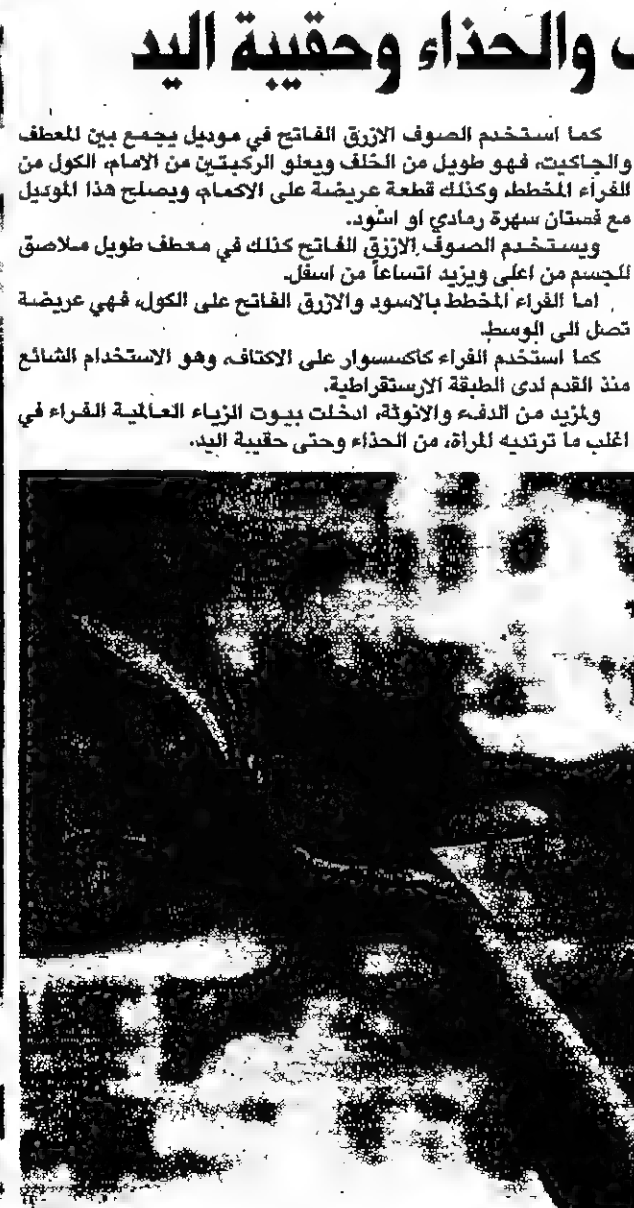 والحذاء وحقيبة اليد
كما استخدم الصوف الازرق الفاتح في موديل يجمع بين المعطف
والجاكيت، فهو طويل من الخلف ويعلو الركبتين من الامام، الكول من
الفراء المخطط، وكذلك قطعة عريضة على الاكمام، ويصلح هذا الموديل
مع فستان سهرة رمادي او اسود.
ويستخدم الصوف الازرق الفاتح كذلك في معطف طويل ملاصق
للجسم من اعلى ويزيد اتساعاً من اسفل.
اما الفراء المخطط بالاسود والازرق الفاتح على الكول، فهي عريضة
تصل الى الوسط.
كما استخدم الفراء كاكسسوار على الاكتاف، وهو الاستخدام الشائع
منذ القدم لدى الطبقة الارستقراطية.
ولمزيد من الدفء والانوثة، ادخلت بيوت الازياء العالمية الفراء في
اغلب ما ترتديه المراة، من الحذاء وحتى حقيبة اليد.